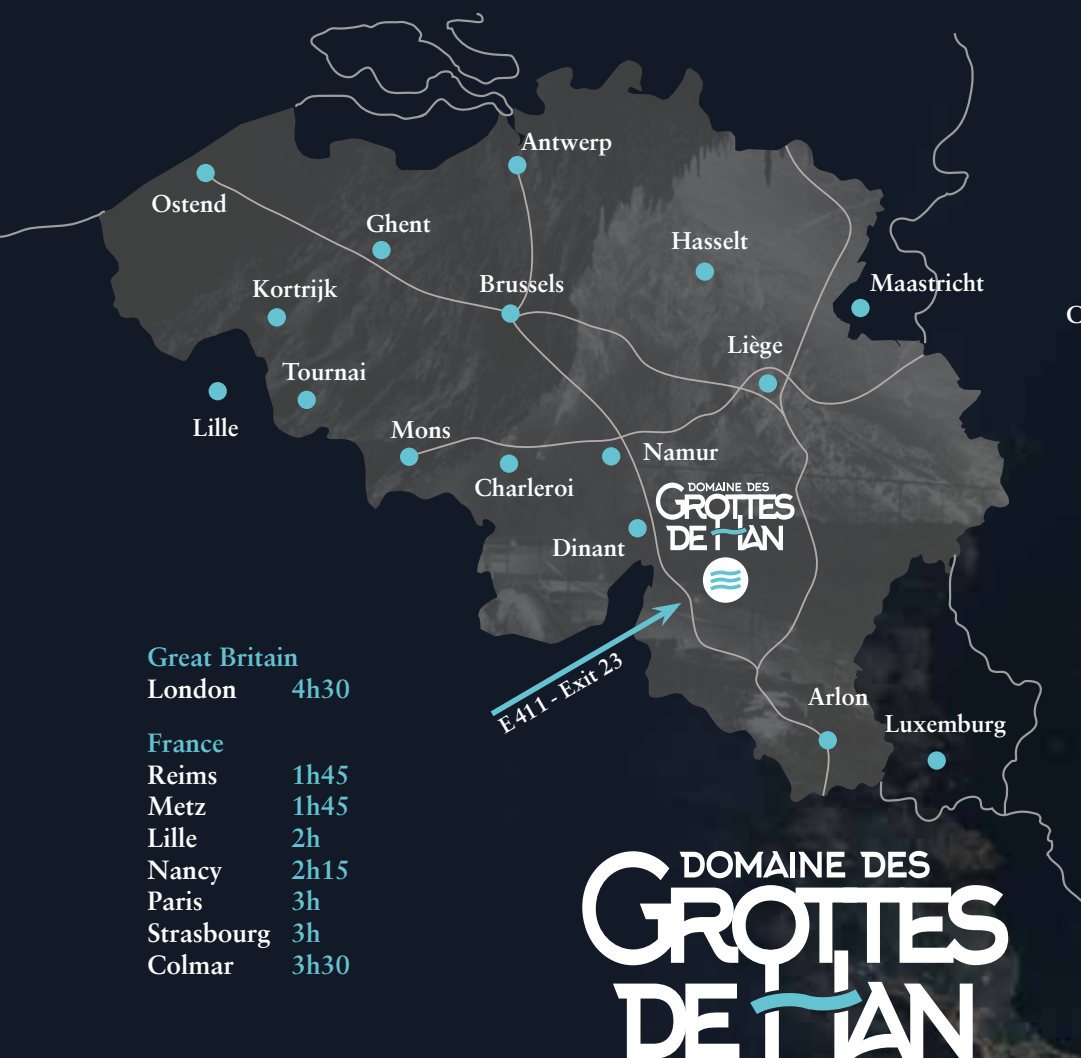 Antwerp
Ostend
Ghent
Hasselt
Brussels
Maastricht
Kortrijk
C
Liège
Tournai
Lille
Mons
Namur
Charleroi
DOMAINE DES
GROTTES
DE HAN
Dinant
E411 - Exit 23
Arlon
Luxemburg
Great Britain
London 4h30
France
Reims 1h45
Metz 1h45
Lille 2h
Nancy 2h15
Paris 3h
Strasbourg 3h
Colmar 3h30
DOMAINE DES
GROTTES
DE HAN